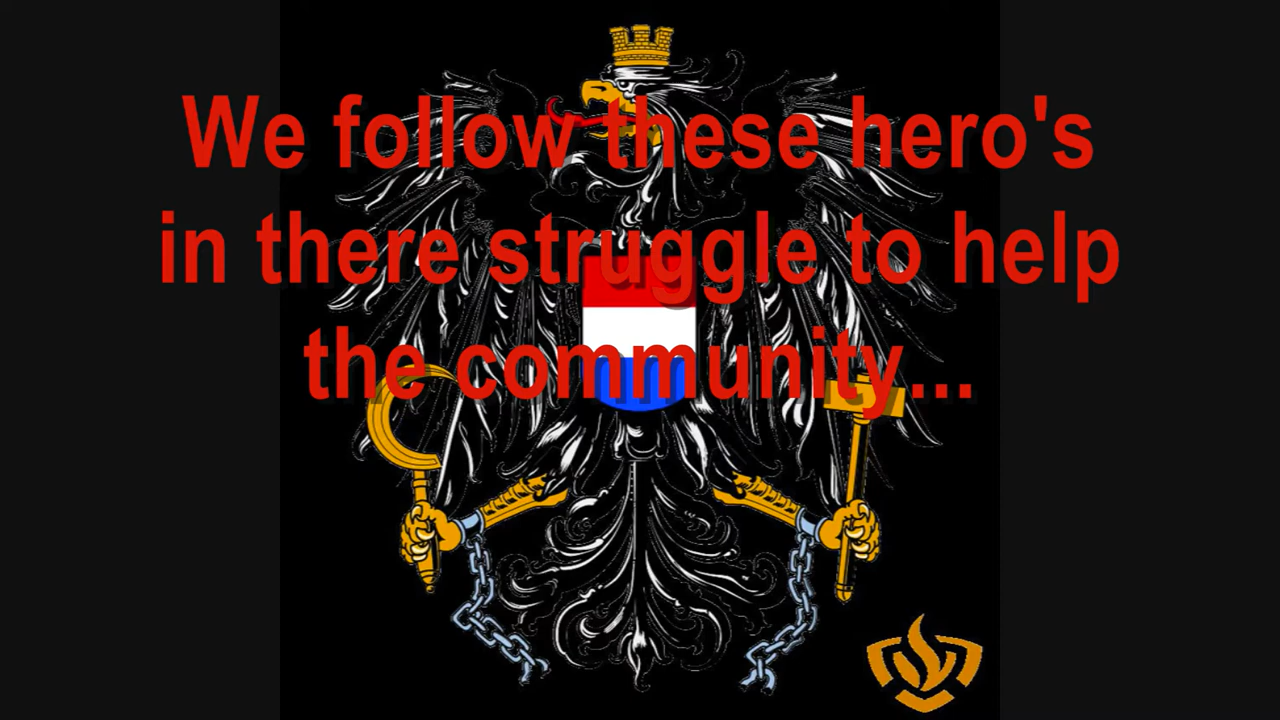 We follow these hero's
in there struggle to help
the community...